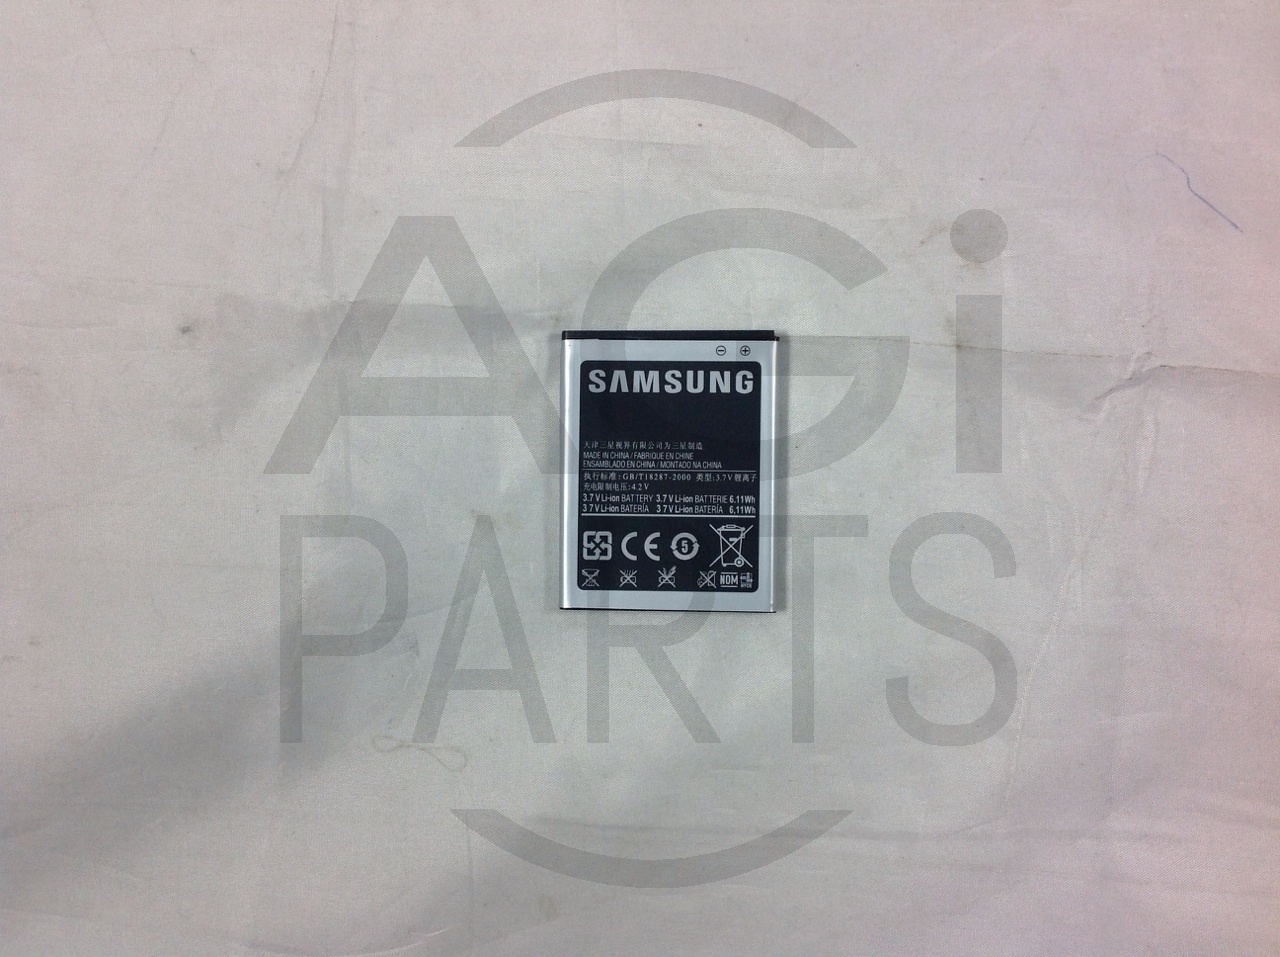 SAMSUNG
天津三星视界有限公司为三星制造
MADE IN CHINA / FABRIQUE EN CHINE
ENSAMBLADO EN CHINA / MONTADO NA CHINA
执行标准: GB/T18287-2000 类型: 3.7V 锂离子
充电限制电压: 4.2V
3.7 V Li-ion BATTERY 3.7 V Li-ion BATTERIE 6.11Wh
3 7 V Li-ion BATERÍA 3 7 V Li-ion BATERIA 6,11Wh
CE 5
NOM NYCE
AGi
PARTS